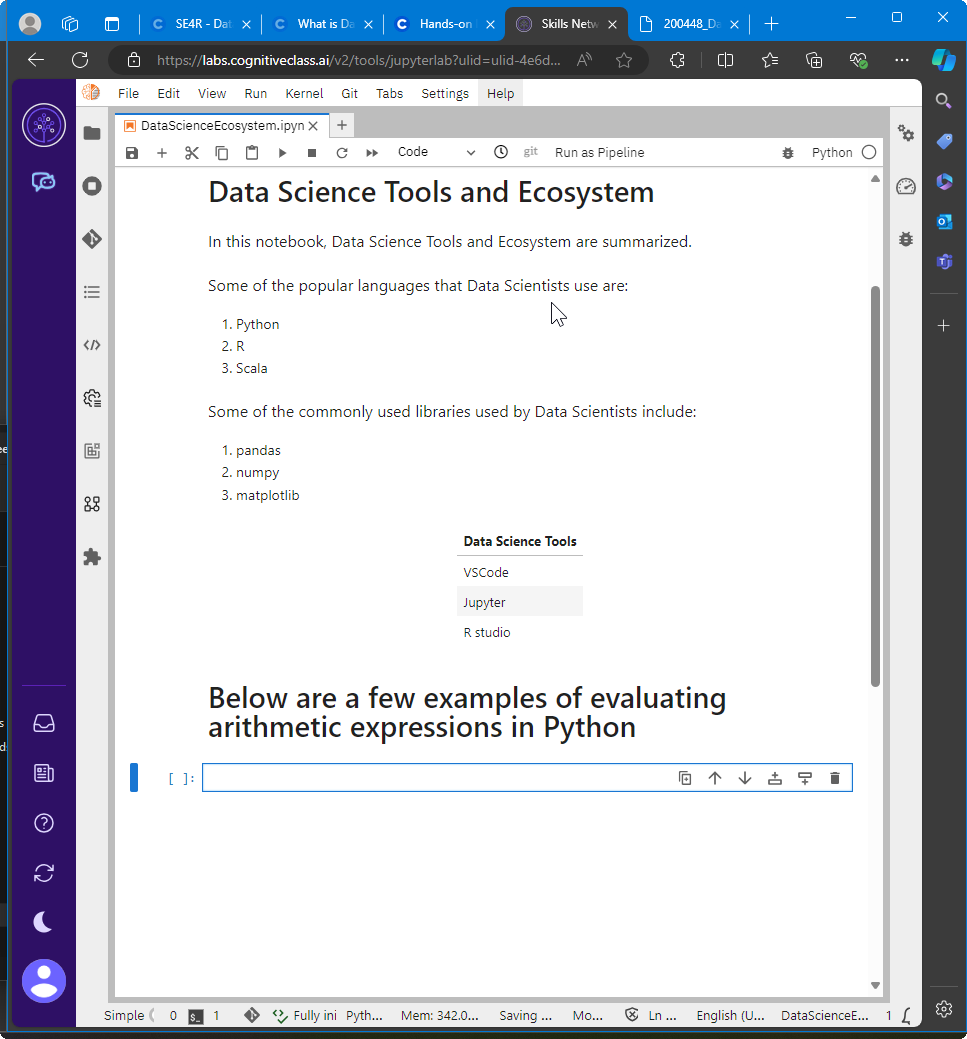 SE4R - Dat
What is Da
Hands-on
Skills Netw
200448_Da
https://labs.cognitiveclass.ai/v2/tools/jupyterlab?ulid=ulid-4e6d...
File Edit View Run Kernel Git Tabs Settings Help
DataScienceEcosystem.ipyn
Code git Run as Pipeline Python
Data Science Tools and Ecosystem
In this notebook, Data Science Tools and Ecosystem are summarized.
Some of the popular languages that Data Scientists use are:
1. Python
2. R
3. Scala
Some of the commonly used libraries used by Data Scientists include:
1. pandas
2. numpy
3. matplotlib
Data Science Tools
VSCode
Jupyter
R studio
Below are a few examples of evaluating
arithmetic expressions in Python
[ ]:
Simple 0 $_ 1 Fully ini Pyth... Mem: 342.0... Saving ... Mo... Ln ... English (U... DataScienceE... 1